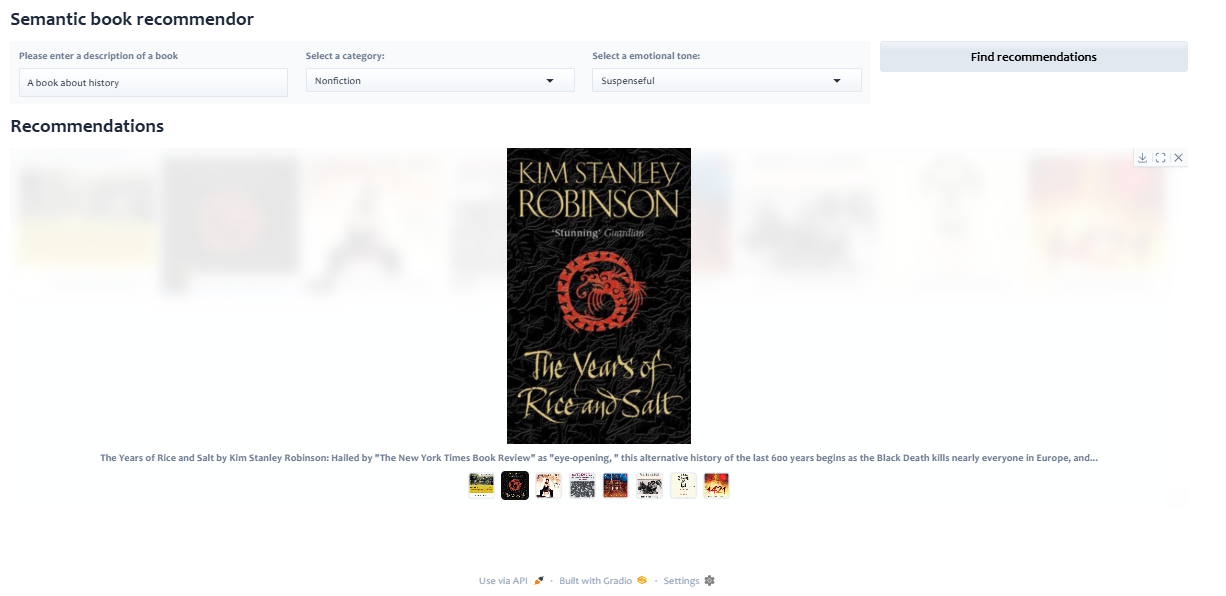 Semantic book recommendor
Please enter a description of a book
Select a category:
Select a emotional tone:
Find recommendations
A book about history
Nonfiction
Suspenseful
Recommendations
KIM STANLEY
ROBINSON
'Stunning' Guardian
The Years of
Rice and Salt
The Years of Rice and Salt by Kim Stanley Robinson: Hailed by "The New York Times Book Review" as "eye-opening, " this alternative history of the last 600 years begins as the Black Death kills nearly everyone in Europe, and...
1421
Use via API · Built with Gradio · Settings